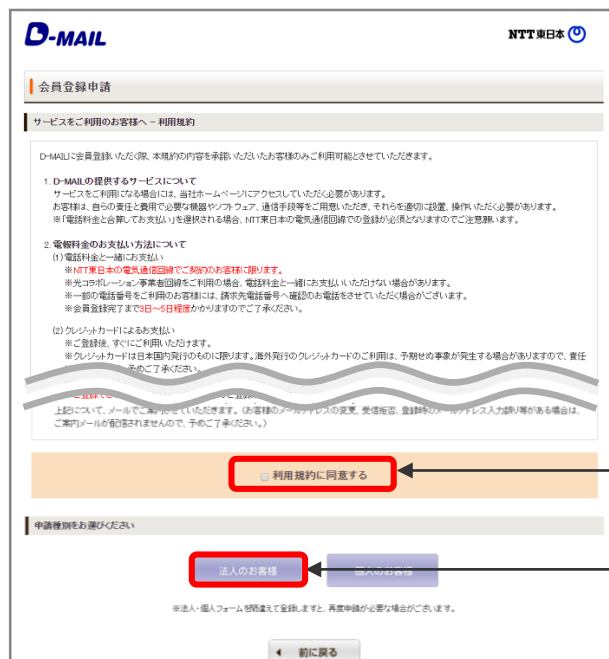 D-MAIL
NTT東日本
会員登録申請
サービスをご利用のお客様へ – 利用規約
D-MAILに会員登録いただく際、本規約の内容を承諾いただいたお客様のみご利用可能とさせていただきます。
1. D-MAILの提供するサービスについて
サービスをご利用になる場合には、当社ホームページにアクセスしていただく必要があります。
お客様は、自らの責任と費用で必要な機器やソフトウェア、通信手段等をご用意いただき、それらを適切に設置、操作いただく必要があります。
※「電話料金と合算してお支払い」を選択される場合、NTT東日本の電気通信回線での登録が必須となりますのでご注意願います。
2. 電報料金のお支払い方法について
(1)電話料金と一緒にお支払い
※NTT東日本の電気通信回線でご契約のお客様に限ります。
※光コラボレーション事業者回線をご利用の場合、電話料金と一緒にお支払いいただけない場合があります。
※一部の電話番号をご利用のお客様には、請求先電話番号へ確認のお電話をさせていただく場合がございます。
※会員登録完了まで3日～5日程度かかりますのでご了承ください。
(2)クレジットカードによるお支払い
※ご登録後、すぐにご利用いただけます。
※クレジットカードは日本国内発行のものに限ります。海外発行のクレジットカードのご利用は、予期せぬ事象が発生する場合がありますので、責任
予めご了承ください。
上記について、メールでご案内させていただきます。（お客様のメールアドレスの変更、受信拒否、登録時のメールアドレス入力誤り等がある場合は、
ご案内メールが配信されませんので、予めご了承ください。）
利用規約に同意する
申請種別をお選びください
法人のお客様 個人のお客様
※法人・個人フォームを間違えて登録しますと、再度申請が必要な場合がございます。
前に戻る